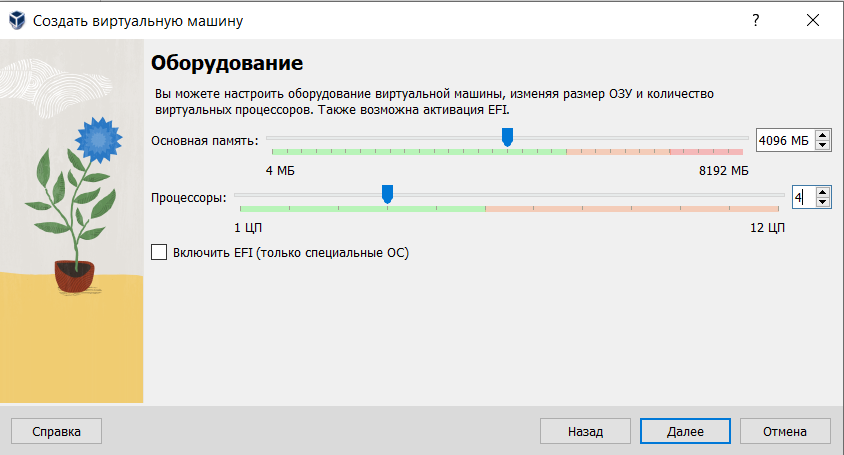 Создать виртуальную машину
Оборудование
Вы можете настроить оборудование виртуальной машины, изменяя размер ОЗУ и количество
виртуальных процессоров. Также возможна активация EFI.
Основная память:
4096 МБ
4 МБ
8192 МБ
Процессоры:
4
1 ЦП
12 ЦП
Включить EFI (только специальные ОС)
Справка
Назад
Далее
Отмена